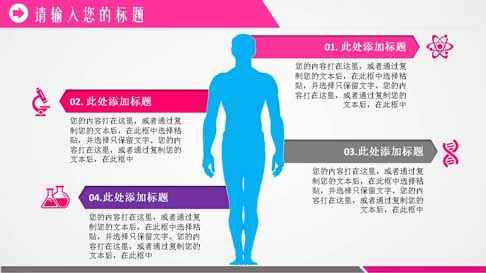 请输入您的标题
01. 此处添加标题
您的内容打在这里，或者通过复
制您的文本后，在此框中选择粘
贴，并选择只保留文字。您的内
容打在这里，或者通过复制您的
文本后，在此框中
02. 此处添加标题
您的内容打在这里，或者通过复
制您的文本后，在此框中选择粘
贴，并选择只保留文字。您的内
容打在这里，或者通过复制您的
文本后，在此框中
03.此处添加标题
您的内容打在这里，或者通过复
制您的文本后，在此框中选择粘
贴，并选择只保留文字。您的内
容打在这里，或者通过复制您的
文本后，在此框中
04.此处添加标题
您的内容打在这里，或者通过复
制您的文本后，在此框中选择粘
贴，并选择只保留文字。您的内
容打在这里，或者通过复制您的
文本后，在此框中